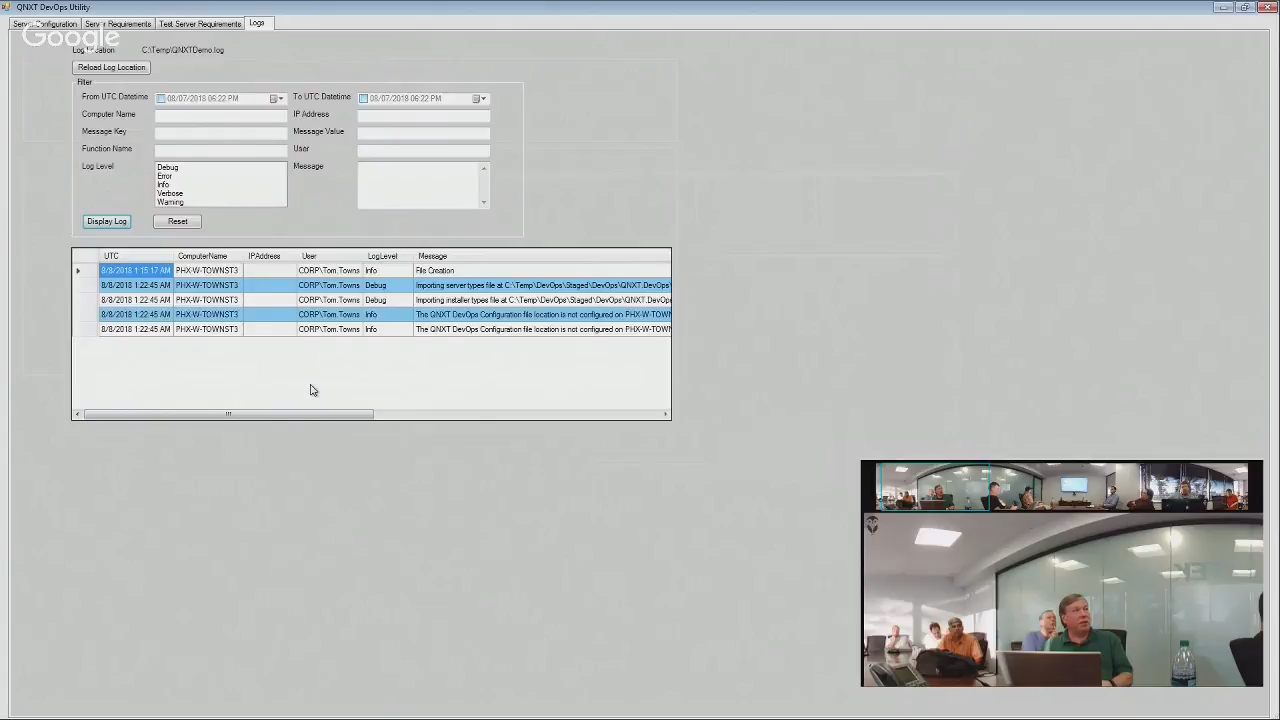 QNXT DevOps Utility
Server Configuration Server Requirements Test Server Requirements Logs
Google
Log Location C:\Temp\QNXTDemo.log
Reload Log Location
Filter
From UTC Datetime 08/07/2018 06:22 PM To UTC Datetime 08/07/2018 06:22 PM
Computer Name IP Address
Message Key Message Value
Function Name User
Log Level Debug Message
Error
Info
Verbose
Warning
Display Log Reset
UTC ComputerName IPAddress User LogLevel Message
8/8/2018 1:15:17 AM PHX-W-TOWNST3 CORP\Tom.Towns Info File Creation
8/8/2018 1:22:45 AM PHX-W-TOWNST3 CORP\Tom.Towns Debug Importing server types file at C:\Temp\DevOps\Staged\DevOps\QNXT.DevOps
8/8/2018 1:22:45 AM PHX-W-TOWNST3 CORP\Tom.Towns Debug Importing installer types file at C:\Temp\DevOps\Staged\DevOps\QNXT.DevOp
8/8/2018 1:22:45 AM PHX-W-TOWNST3 CORP\Tom.Towns Info The QNXT DevOps Configuration file location is not configured on PHX-W-TOWN
8/8/2018 1:22:45 AM PHX-W-TOWNST3 CORP\Tom.Towns Info The QNXT DevOps Configuration file location is not configured on PHX-W-TOWN